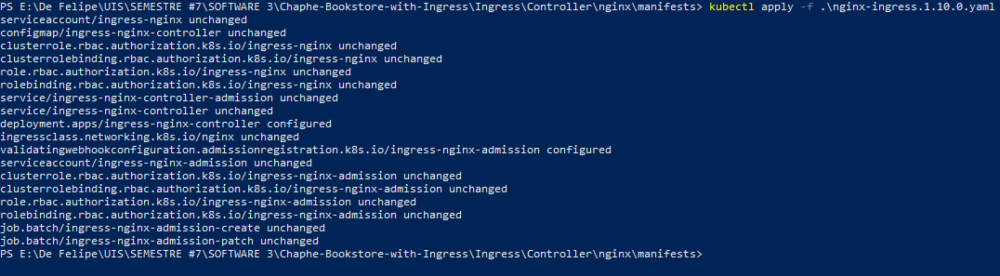 PS E:\De Felipe\UIS\SEMESTRE #7\SOFTWARE 3\Chaphe-Bookstore-with-Ingress\Ingress\Controller\nginx\manifests> kubectl apply -f .\nginx-ingress.1.10.0.yaml
serviceaccount/ingress-nginx unchanged
configmap/ingress-nginx-controller unchanged
clusterrole.rbac.authorization.k8s.io/ingress-nginx unchanged
clusterrolebinding.rbac.authorization.k8s.io/ingress-nginx unchanged
role.rbac.authorization.k8s.io/ingress-nginx unchanged
rolebinding.rbac.authorization.k8s.io/ingress-nginx unchanged
service/ingress-nginx-controller-admission unchanged
service/ingress-nginx-controller unchanged
deployment.apps/ingress-nginx-controller configured
ingressclass.networking.k8s.io/nginx unchanged
validatingwebhookconfiguration.admissionregistration.k8s.io/ingress-nginx-admission configured
serviceaccount/ingress-nginx-admission unchanged
clusterrole.rbac.authorization.k8s.io/ingress-nginx-admission unchanged
clusterrolebinding.rbac.authorization.k8s.io/ingress-nginx-admission unchanged
role.rbac.authorization.k8s.io/ingress-nginx-admission unchanged
rolebinding.rbac.authorization.k8s.io/ingress-nginx-admission unchanged
job.batch/ingress-nginx-admission-create unchanged
job.batch/ingress-nginx-admission-patch unchanged
PS E:\De Felipe\UIS\SEMESTRE #7\SOFTWARE 3\Chaphe-Bookstore-with-Ingress\Ingress\Controller\nginx\manifests>